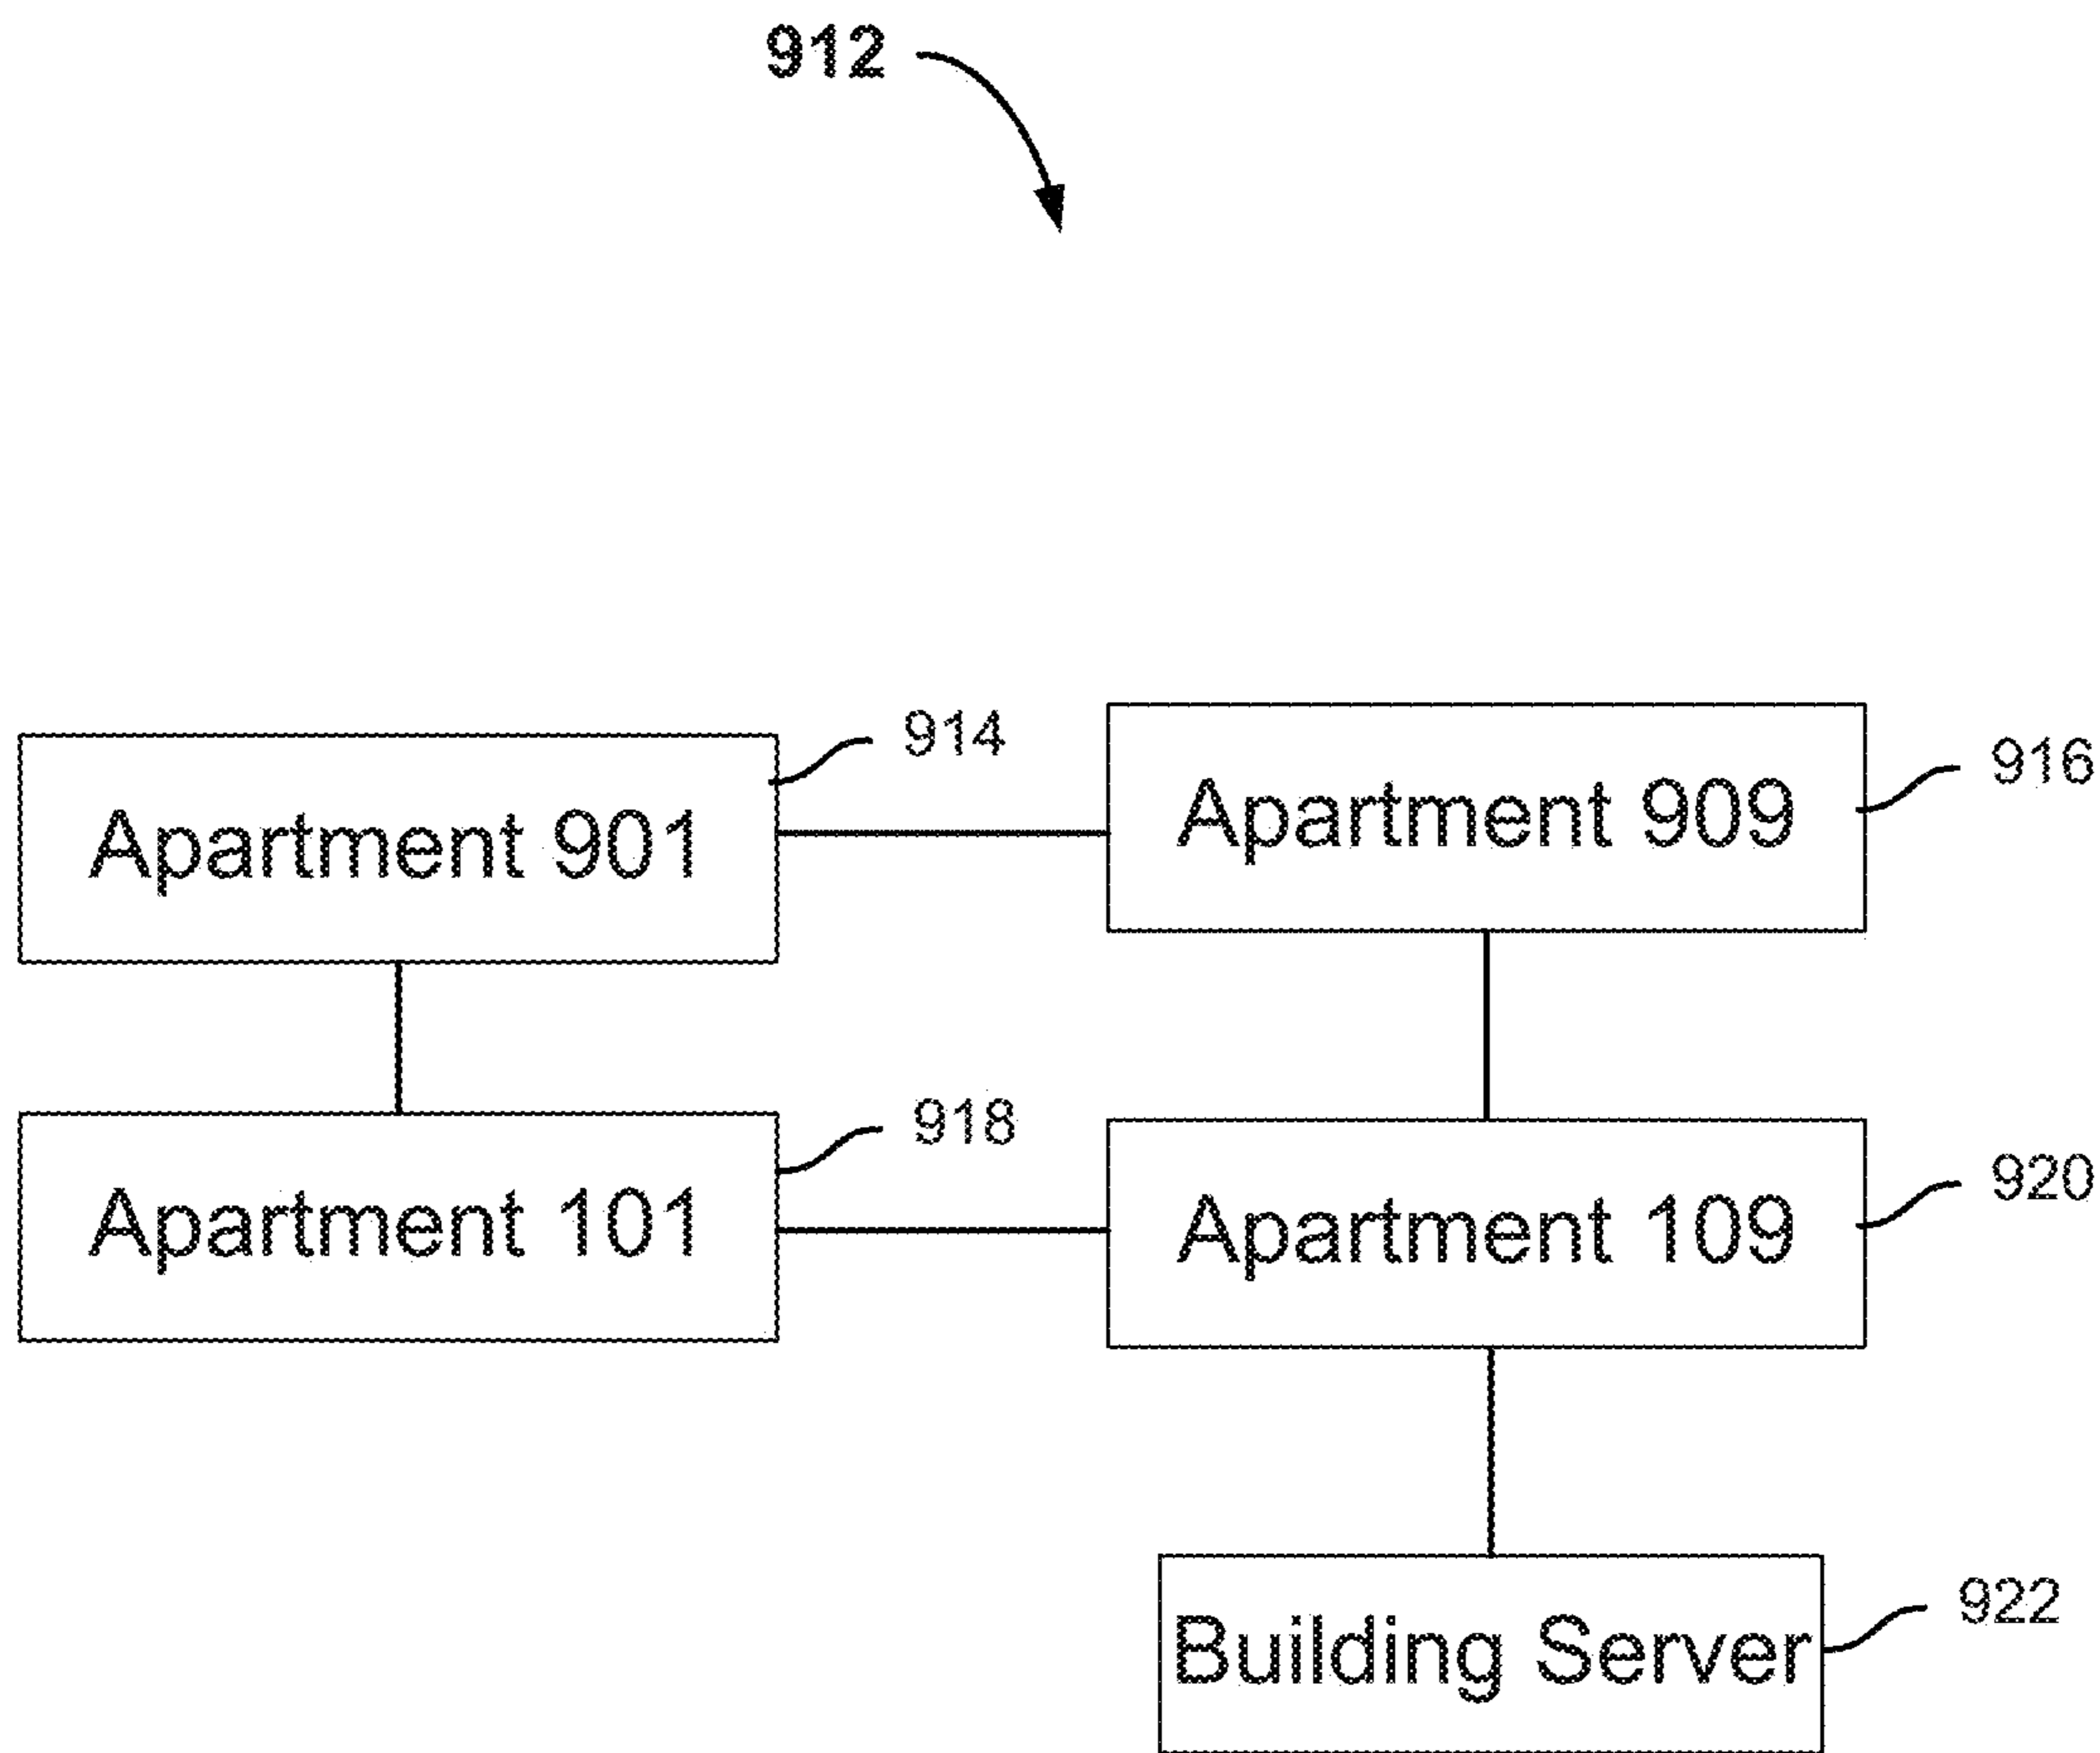 912
914
916
Apartment 901
Apartment 909
918
920
Apartment 101
Apartment 109
922
Building Server